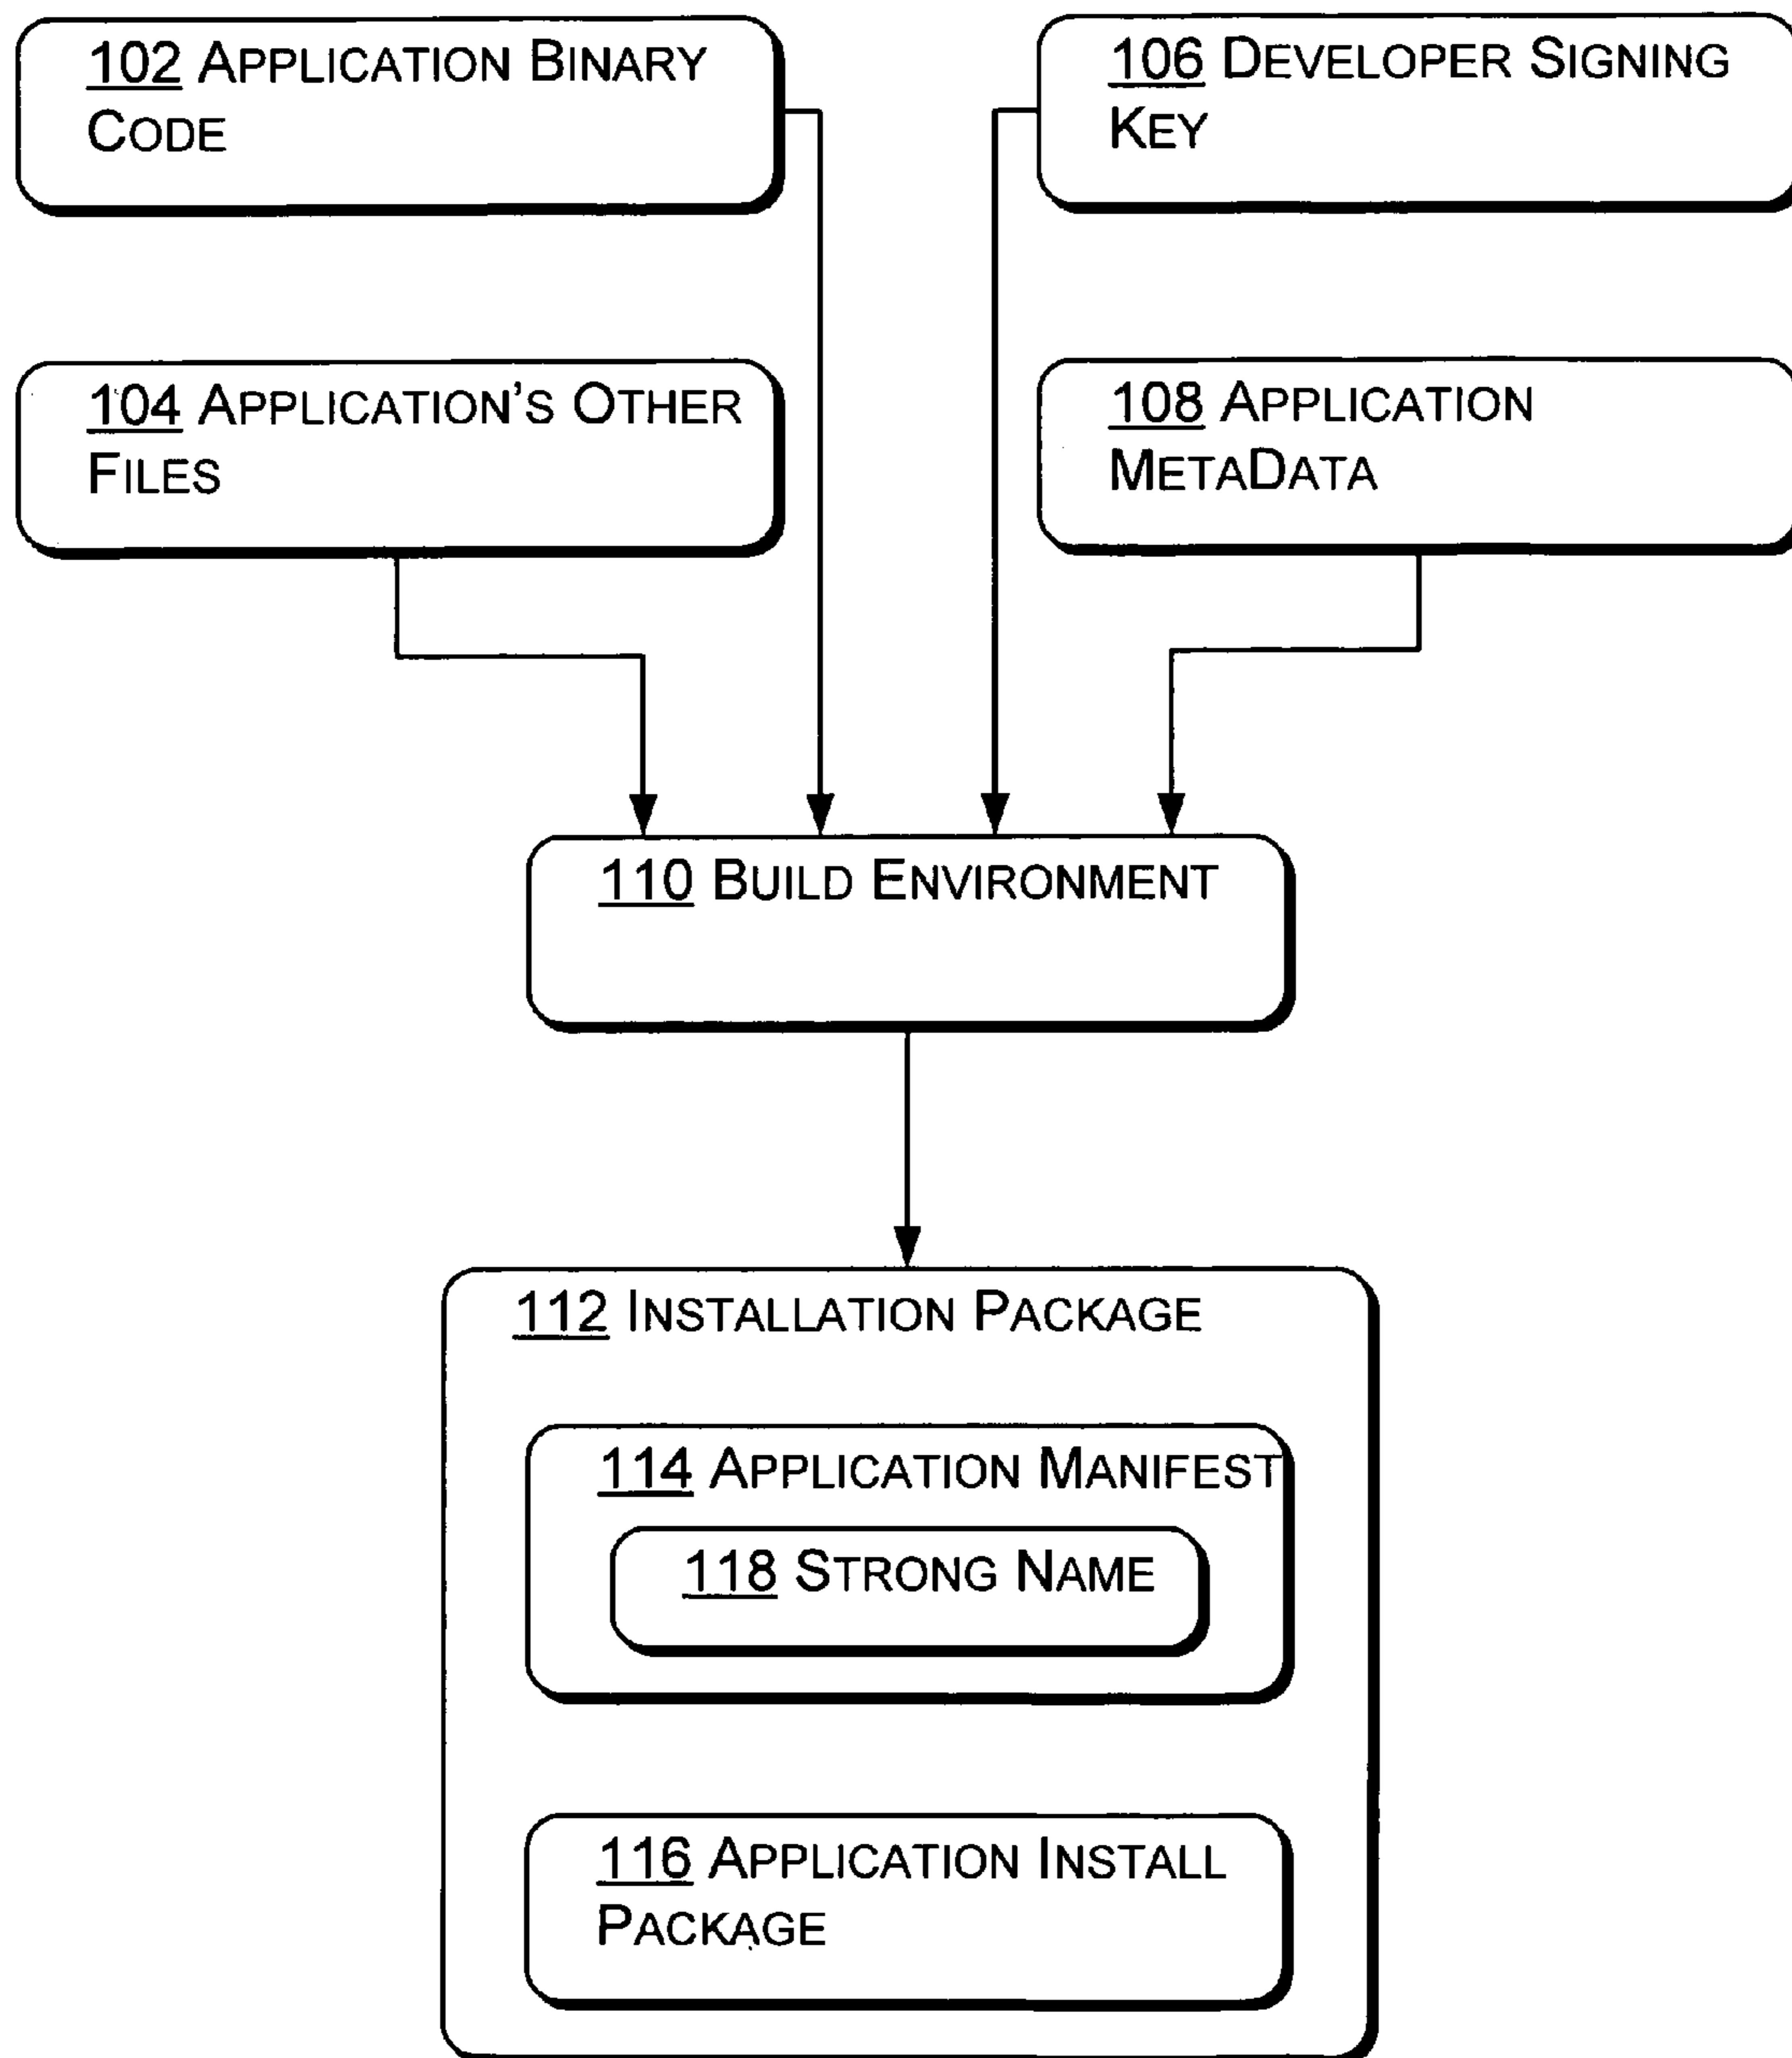 102 APPLICATION BINARY
CODE
106 DEVELOPER SIGNING
KEY
104 APPLICATION'S OTHER
FILES
108 APPLICATION
METADATA
110 BUILD ENVIRONMENT
112 INSTALLATION PACKAGE
114 APPLICATION MANIFEST
118 STRONG NAME
116 APPLICATION INSTALL
PACKAGE